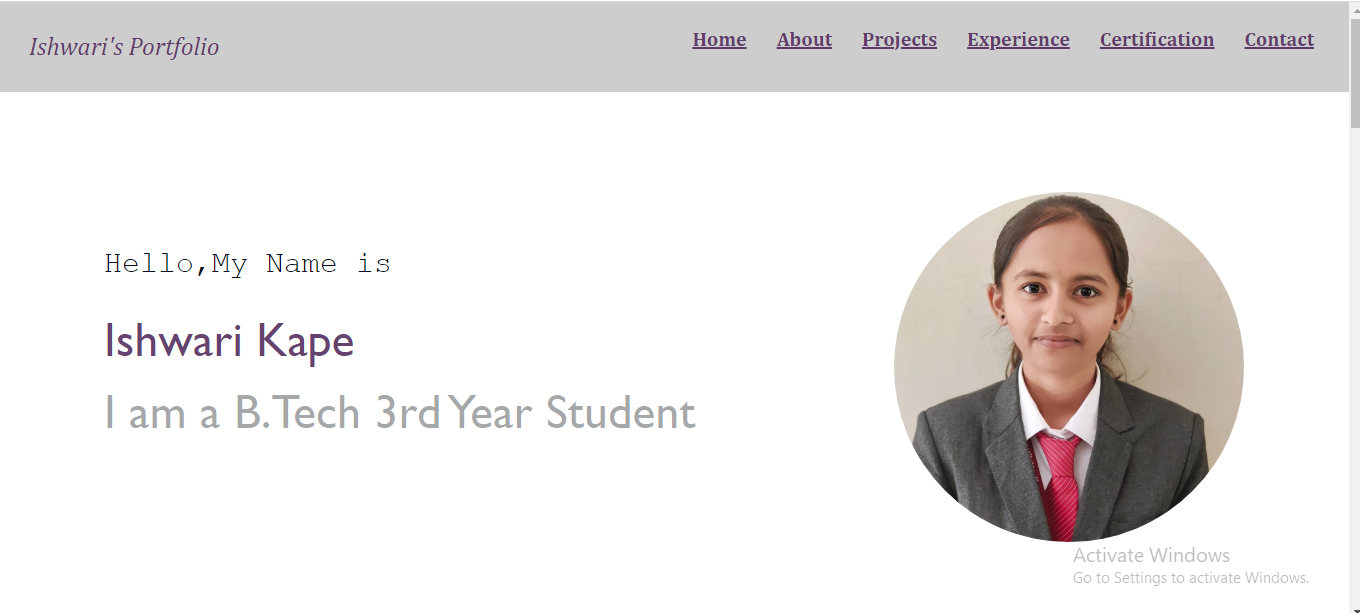 Ishwari's Portfolio
Home About Projects Experience Certification Contact
Hello,My Name is
Ishwari Kape
I am a B.Tech 3rd Year Student
Activate Windows
Go to Settings to activate Windows.